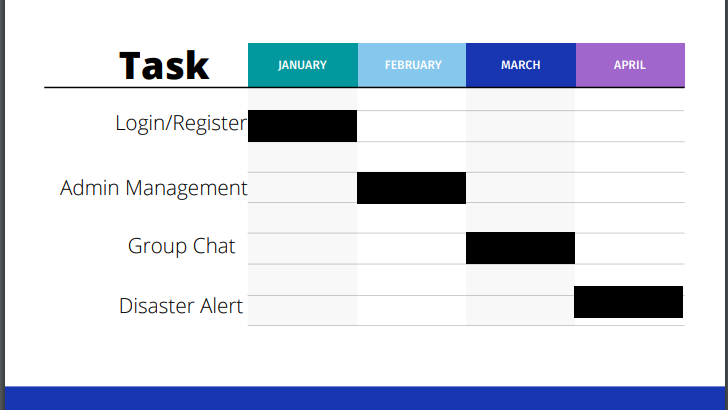 Task
JANUARY
FEBRUARY
MARCH
APRIL
Login/Register
Admin Management
Group Chat
Disaster Alert